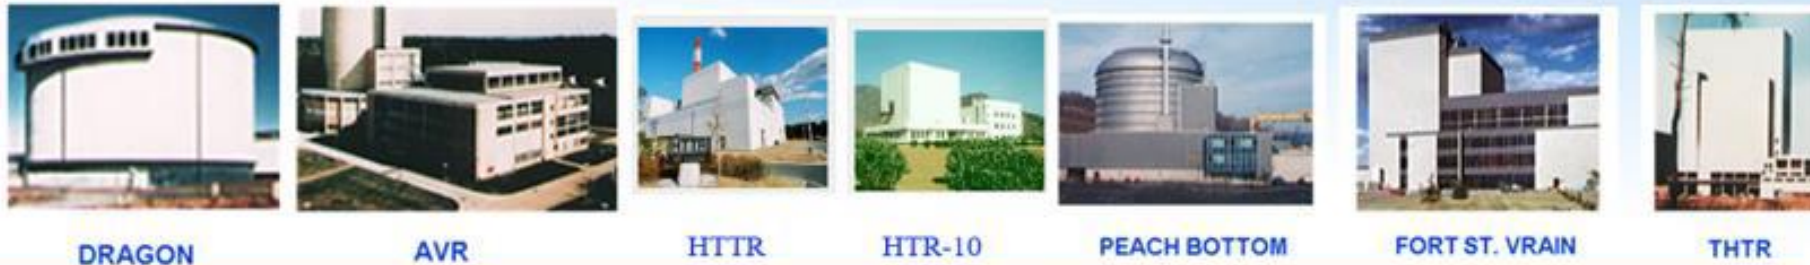 DRAGON
AVR
HTTR
HTR-10
PEACH BOTTOM
FORT ST. VRAIN
THTR